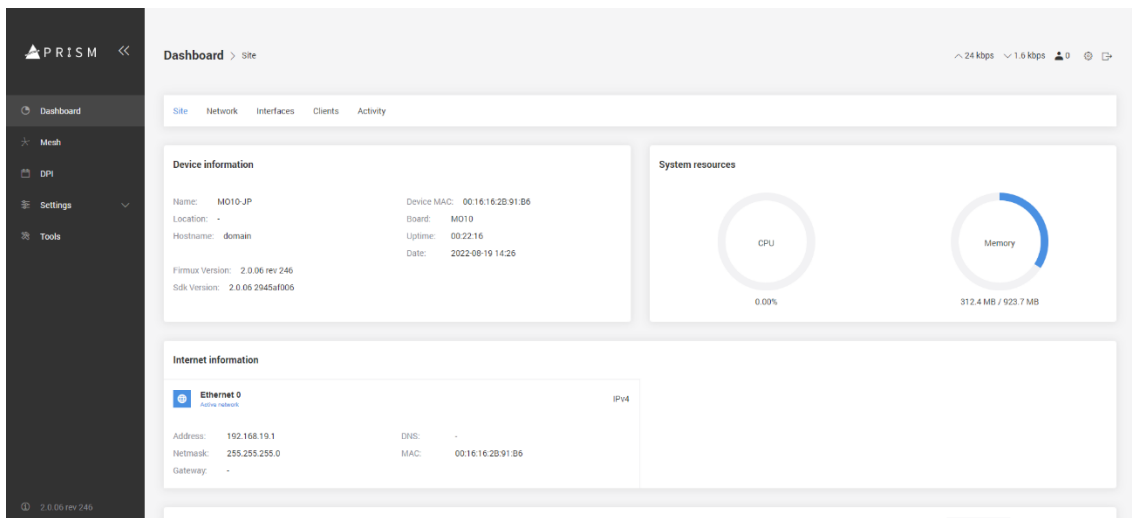 PRISM
Dashboard > Site
24 kbps 1.6 kbps 0
Dashboard
Mesh
DPI
Settings
Tools
2.0.06 rev 246
Site Network Interfaces Clients Activity
Device information
Name: MO10-JP
Location: -
Hostname: domain
Firmux Version: 2.0.06 rev 246
Sdk Version: 2.0.06 2945af006
Device MAC: 00:16:16:2B:91:B6
Board: MO10
Uptime: 00:22:16
Date: 2022-08-19 14:26
System resources
CPU
0.00%
Memory
312.4 MB / 923.7 MB
Internet information
Ethernet 0
Active network
IPv4
Address: 192.168.19.1
Netmask: 255.255.255.0
Gateway: -
DNS: -
MAC: 00:16:16:2B:91:B6